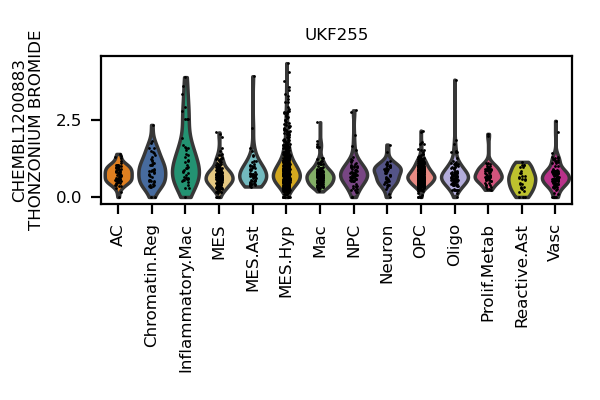 UKF255
CHEMBL1200883
THONZONIUM BROMIDE
2.5
0.0
AC
Chromatin.Reg
Inflammatory.Mac
MES
MES.Ast
MES.Hyp
Mac
NPC
Neuron
OPC
Oligo
Prolif.Metab
Reactive.Ast
Vasc